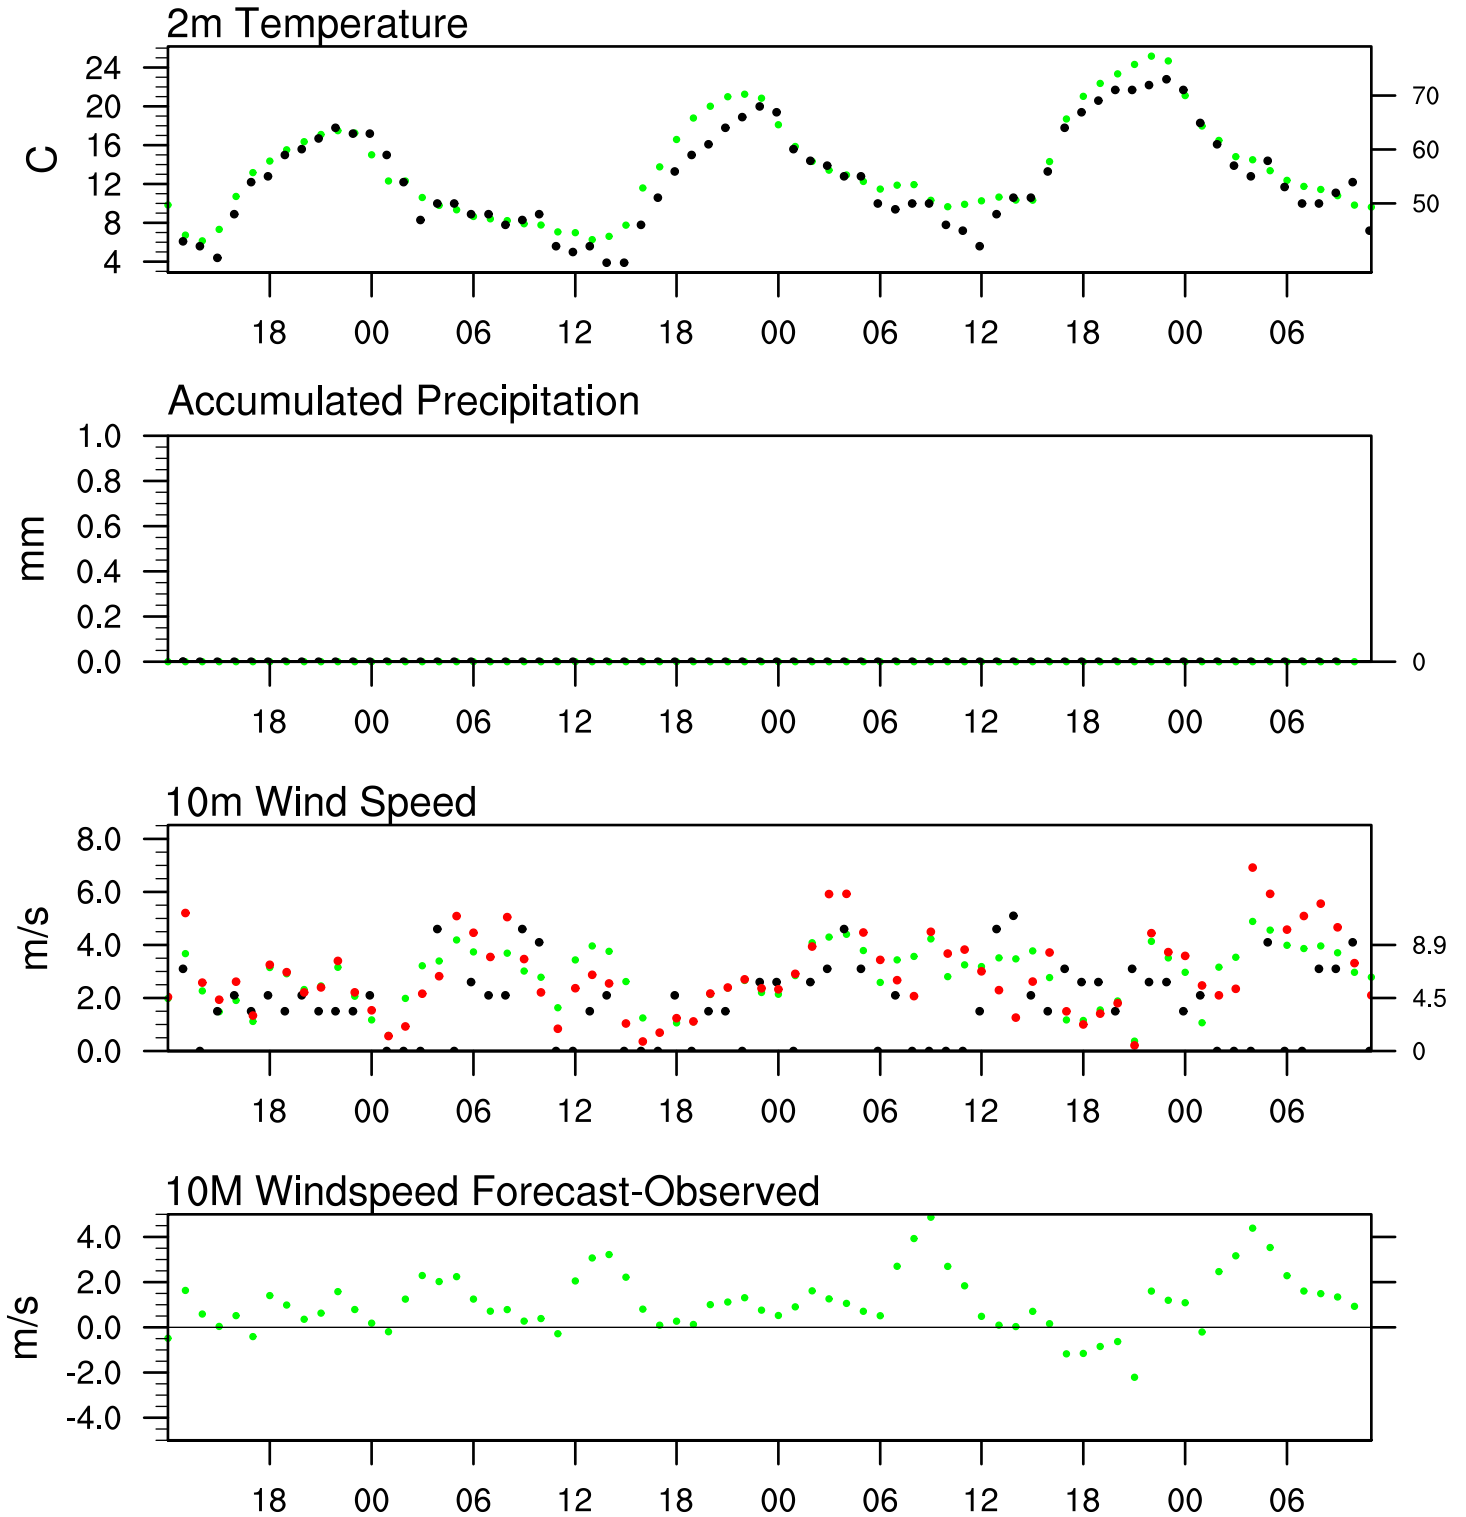 2m Temperature
24
20
16
12
8
4
C
70
60
50
18 00 06 12 18 00 06 12 18 00 06
Accumulated Precipitation
1.0
0.8
0.6
0.4
0.2
0.0
mm
0
18 00 06 12 18 00 06 12 18 00 06
10m Wind Speed
8.0
6.0
4.0
2.0
0.0
m/s
8.9
4.5
0
18 00 06 12 18 00 06 12 18 00 06
10M Windspeed Forecast-Observed
4.0
2.0
0.0
-2.0
-4.0
m/s
18 00 06 12 18 00 06 12 18 00 06